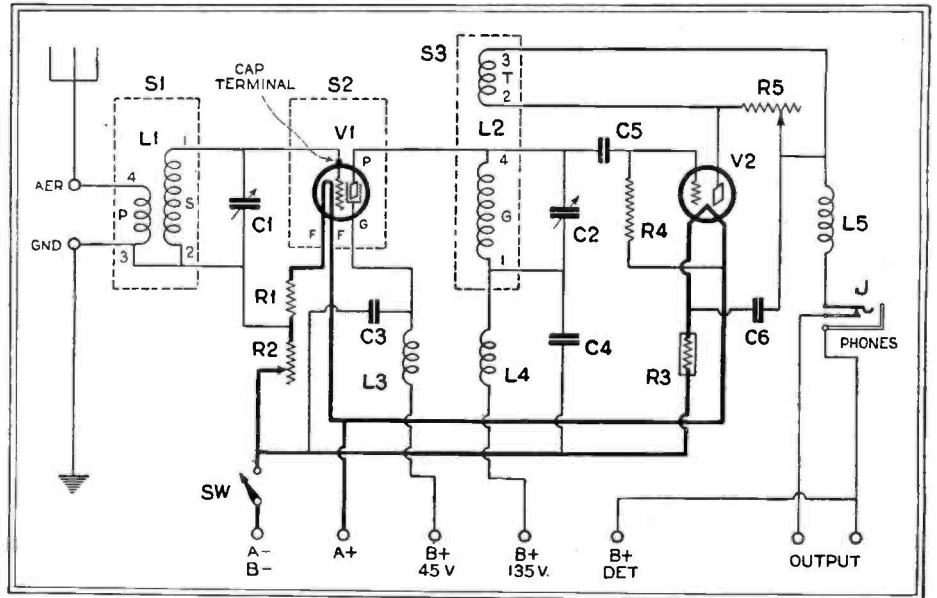 S1
CAP
TERMINAL
S2
S3
3
T
2
R5
L1
1
V1
P
L2
4
C5
V2
AER
4
P
3
S
2
C1
G
F
F
G
1
C2
R4
L5
GND
R1
R2
C3
L3
L4
C4
R3
C6
J
PHONES
SW
A-
B-
A+
B+
45 V
B+
135 V.
B+
DET
OUTPUT